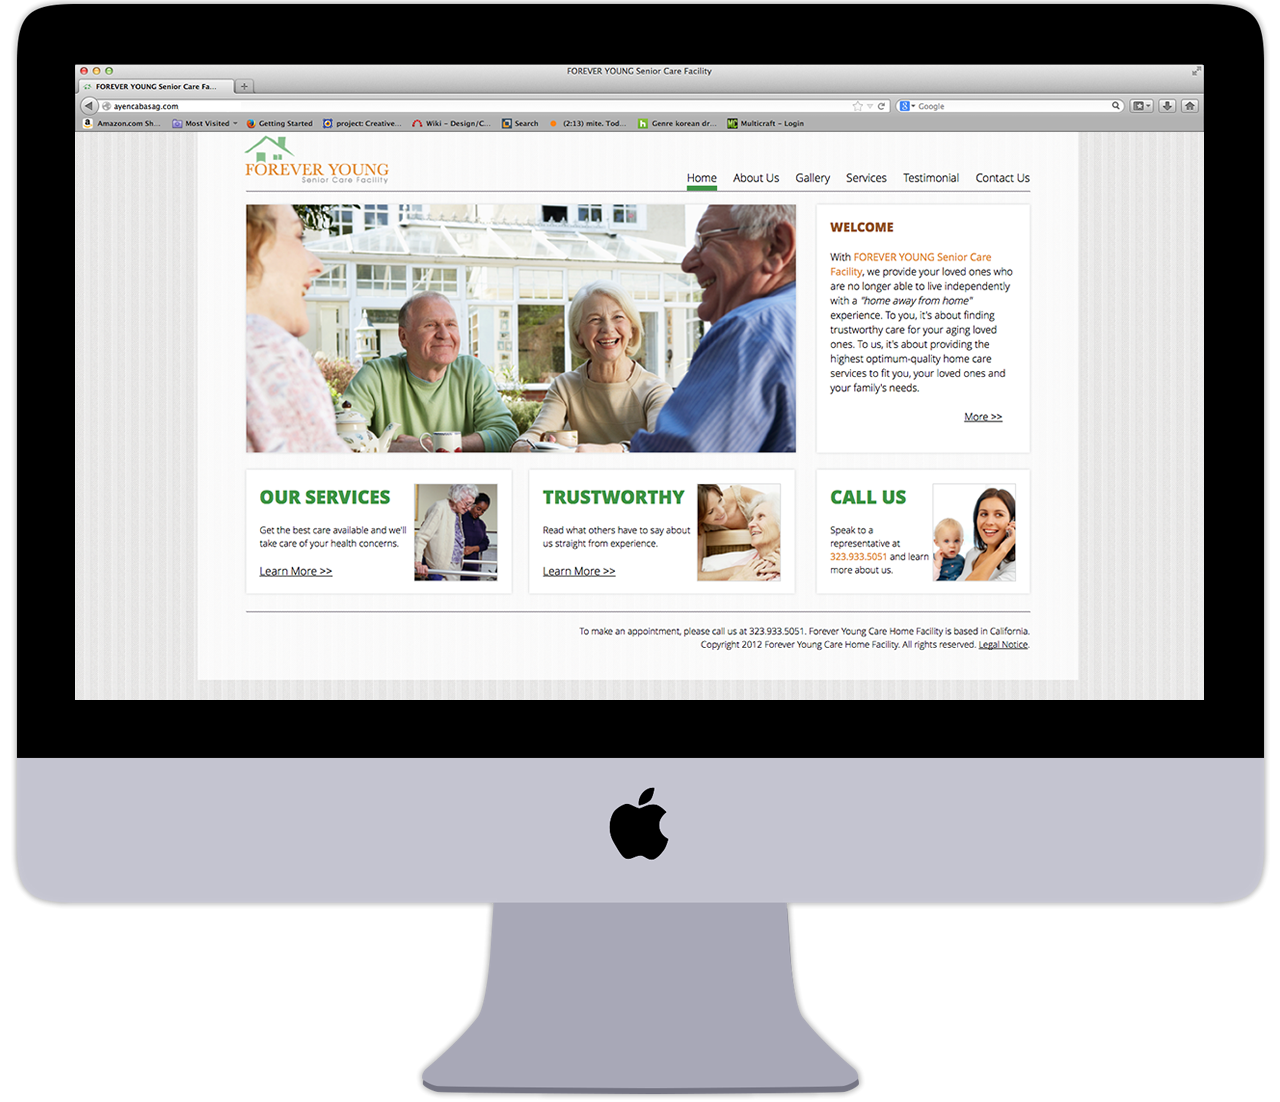 FOREVER YOUNG Senior Care Facility
FOREVER YOUNG Senior Care Fa...
ayencabasag.com
Google
Amazon.com Sh...
Most Visited
Getting Started
project: Creative...
Wiki - Design/C...
Search
(2:13) mite. Tod...
Genre korean dr...
Multicraft - Login
FOREVER YOUNG
Senior Care Facility
Home About Us Gallery Services Testimonial Contact Us
WELCOME
With FOREVER YOUNG Senior Care
Facility, we provide your loved ones who
are no longer able to live independently
with a "home away from home"
experience. To you, it's about finding
trustworthy care for your aging loved
ones. To us, it's about providing the
highest optimum-quality home care
services to fit you, your loved ones and
your family's needs.
More >>
OUR SERVICES
Get the best care available and we'll
take care of your health concerns.
Learn More >>
TRUSTWORTHY
Read what others have to say about
us straight from experience.
Learn More >>
CALL US
Speak to a
representative at
323.933.5051 and learn
more about us.
To make an appointment, please call us at 323.933.5051. Forever Young Care Home Facility is based in California.
Copyright 2012 Forever Young Care Home Facility. All rights reserved. Legal Notice.